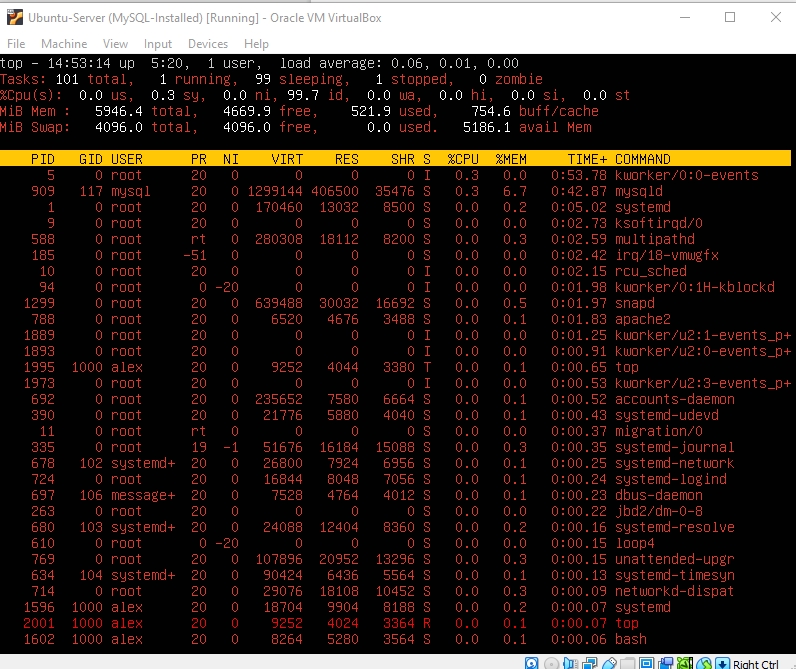 Ubuntu-Server (MySQL-Installed) [Running] - Oracle VM VirtualBox
File Machine View Input Devices Help
top - 14:53:14 up  5:20,  1 user,  load average: 0.06, 0.01, 0.00
Tasks: 101 total,   1 running,  99 sleeping,   1 stopped,   0 zombie
%Cpu(s):  0.0 us,  0.3 sy,  0.0 ni, 99.7 id,  0.0 wa,  0.0 hi,  0.0 si,  0.0 st
MiB Mem :   5946.4 total,   4669.9 free,    521.9 used,    754.6 buff/cache
MiB Swap:   4096.0 total,   4096.0 free,      0.0 used.   5186.1 avail Mem
PID GID USER PR NI VIRT RES SHR S %CPU %MEM TIME+ COMMAND
5 0 root 20 0 0 0 0 I 0.3 0.0 0:53.78 kworker/0:0-events
909 117 mysql 20 0 1299144 406500 35476 S 0.3 6.7 0:42.87 mysqld
1 0 root 20 0 170460 13032 8500 S 0.0 0.2 0:05.02 systemd
9 0 root 20 0 0 0 0 S 0.0 0.0 0:02.73 ksoftirqd/0
588 0 root rt 0 280308 18112 8200 S 0.0 0.3 0:02.59 multipathd
185 0 root -51 0 0 0 0 S 0.0 0.0 0:02.42 irq/18-vmwgfx
10 0 root 20 0 0 0 0 I 0.0 0.0 0:02.15 rcu_sched
94 0 root 0 -20 0 0 0 I 0.0 0.0 0:01.98 kworker/0:1H-kblockd
1299 0 root 20 0 639488 30032 16692 S 0.0 0.5 0:01.97 snapd
788 0 root 20 0 6520 4676 3488 S 0.0 0.1 0:01.83 apache2
1889 0 root 20 0 0 0 0 I 0.0 0.0 0:01.25 kworker/u2:1-events_p+
1893 0 root 20 0 0 0 0 I 0.0 0.0 0:00.91 kworker/u2:0-events_p+
1995 1000 alex 20 0 9252 4044 3380 T 0.0 0.1 0:00.65 top
1973 0 root 20 0 0 0 0 I 0.0 0.0 0:00.53 kworker/u2:3-events_p+
692 0 root 20 0 235652 7580 6664 S 0.0 0.1 0:00.52 accounts-daemon
390 0 root 20 0 21776 5880 4040 S 0.0 0.1 0:00.43 systemd-udevd
11 0 root rt 0 0 0 0 S 0.0 0.0 0:00.37 migration/0
335 0 root 19 -1 51676 16184 15088 S 0.0 0.3 0:00.35 systemd-journal
678 102 systemd+ 20 0 26800 7924 6956 S 0.0 0.1 0:00.25 systemd-network
724 0 root 20 0 16844 8048 7056 S 0.0 0.1 0:00.24 systemd-logind
697 106 message+ 20 0 7528 4764 4012 S 0.0 0.1 0:00.23 dbus-daemon
263 0 root 20 0 0 0 0 S 0.0 0.0 0:00.22 jbd2/dm-0-8
680 103 systemd+ 20 0 24088 12404 8360 S 0.0 0.2 0:00.16 systemd-resolve
610 0 root 0 -20 0 0 0 S 0.0 0.0 0:00.15 loop4
769 0 root 20 0 107896 20952 13296 S 0.0 0.3 0:00.15 unattended-upgr
634 104 systemd+ 20 0 90424 6436 5564 S 0.0 0.1 0:00.13 systemd-timesyn
714 0 root 20 0 29076 18108 10452 S 0.0 0.3 0:00.09 networkd-dispat
1596 1000 alex 20 0 18704 9904 8188 S 0.0 0.2 0:00.07 systemd
2001 1000 alex 20 0 9252 4024 3364 R 0.0 0.1 0:00.07 top
1602 1000 alex 20 0 8264 5280 3564 S 0.0 0.1 0:00.06 bash
Right Ctrl